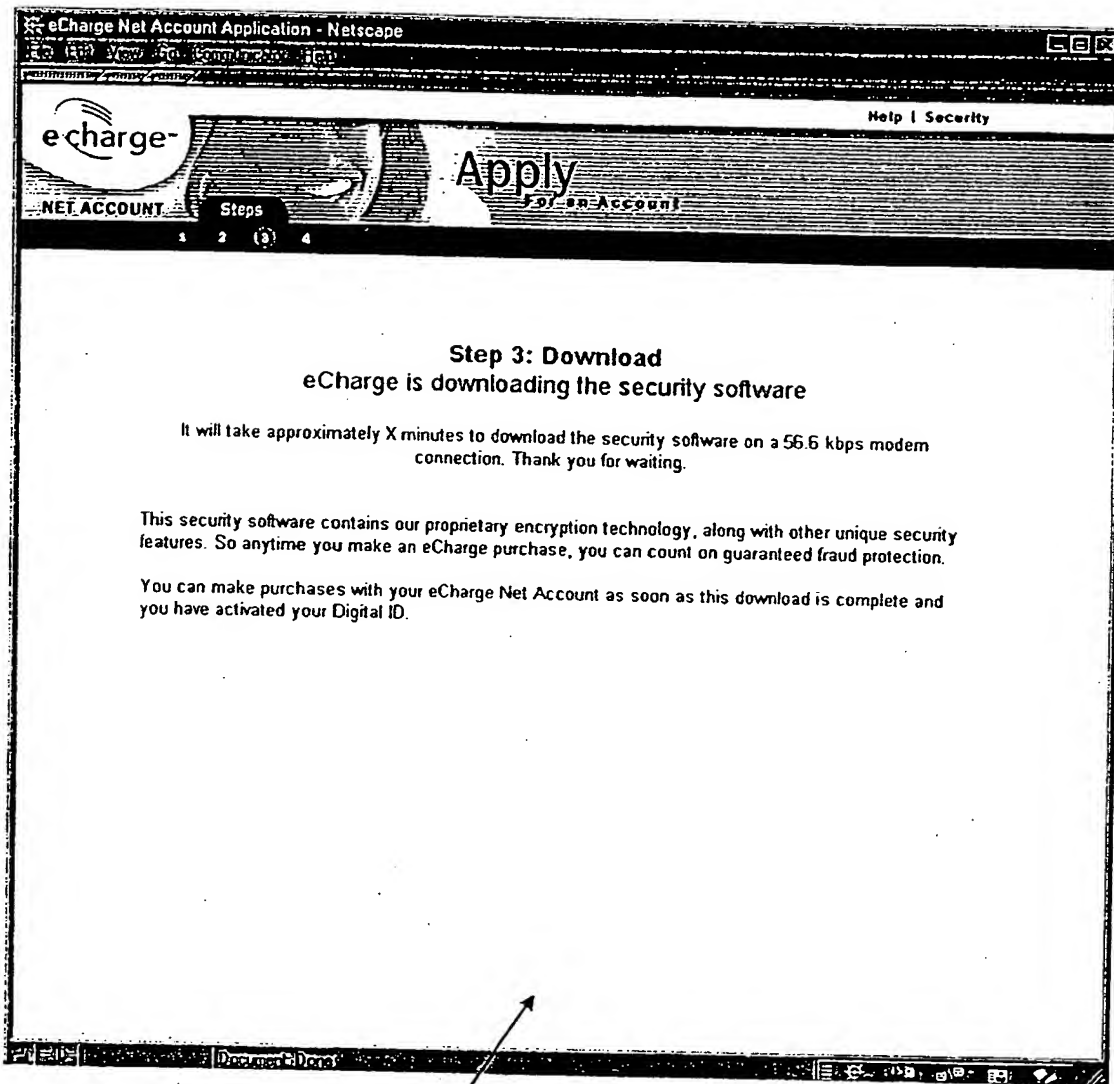 eCharge Net Account Application - Netscape
File Edit View Go Communicator Help
Help | Security
echarge
Apply
For an Account
NET ACCOUNT
Steps
1 2 (3) 4
Step 3: Download
eCharge is downloading the security software
It will take approximately X minutes to download the security software on a 56.6 kbps modem
connection. Thank you for waiting.
This security software contains our proprietary encryption technology, along with other unique security
features. So anytime you make an eCharge purchase, you can count on guaranteed fraud protection.
You can make purchases with your eCharge Net Account as soon as this download is complete and
you have activated your Digital ID.
Document: Done